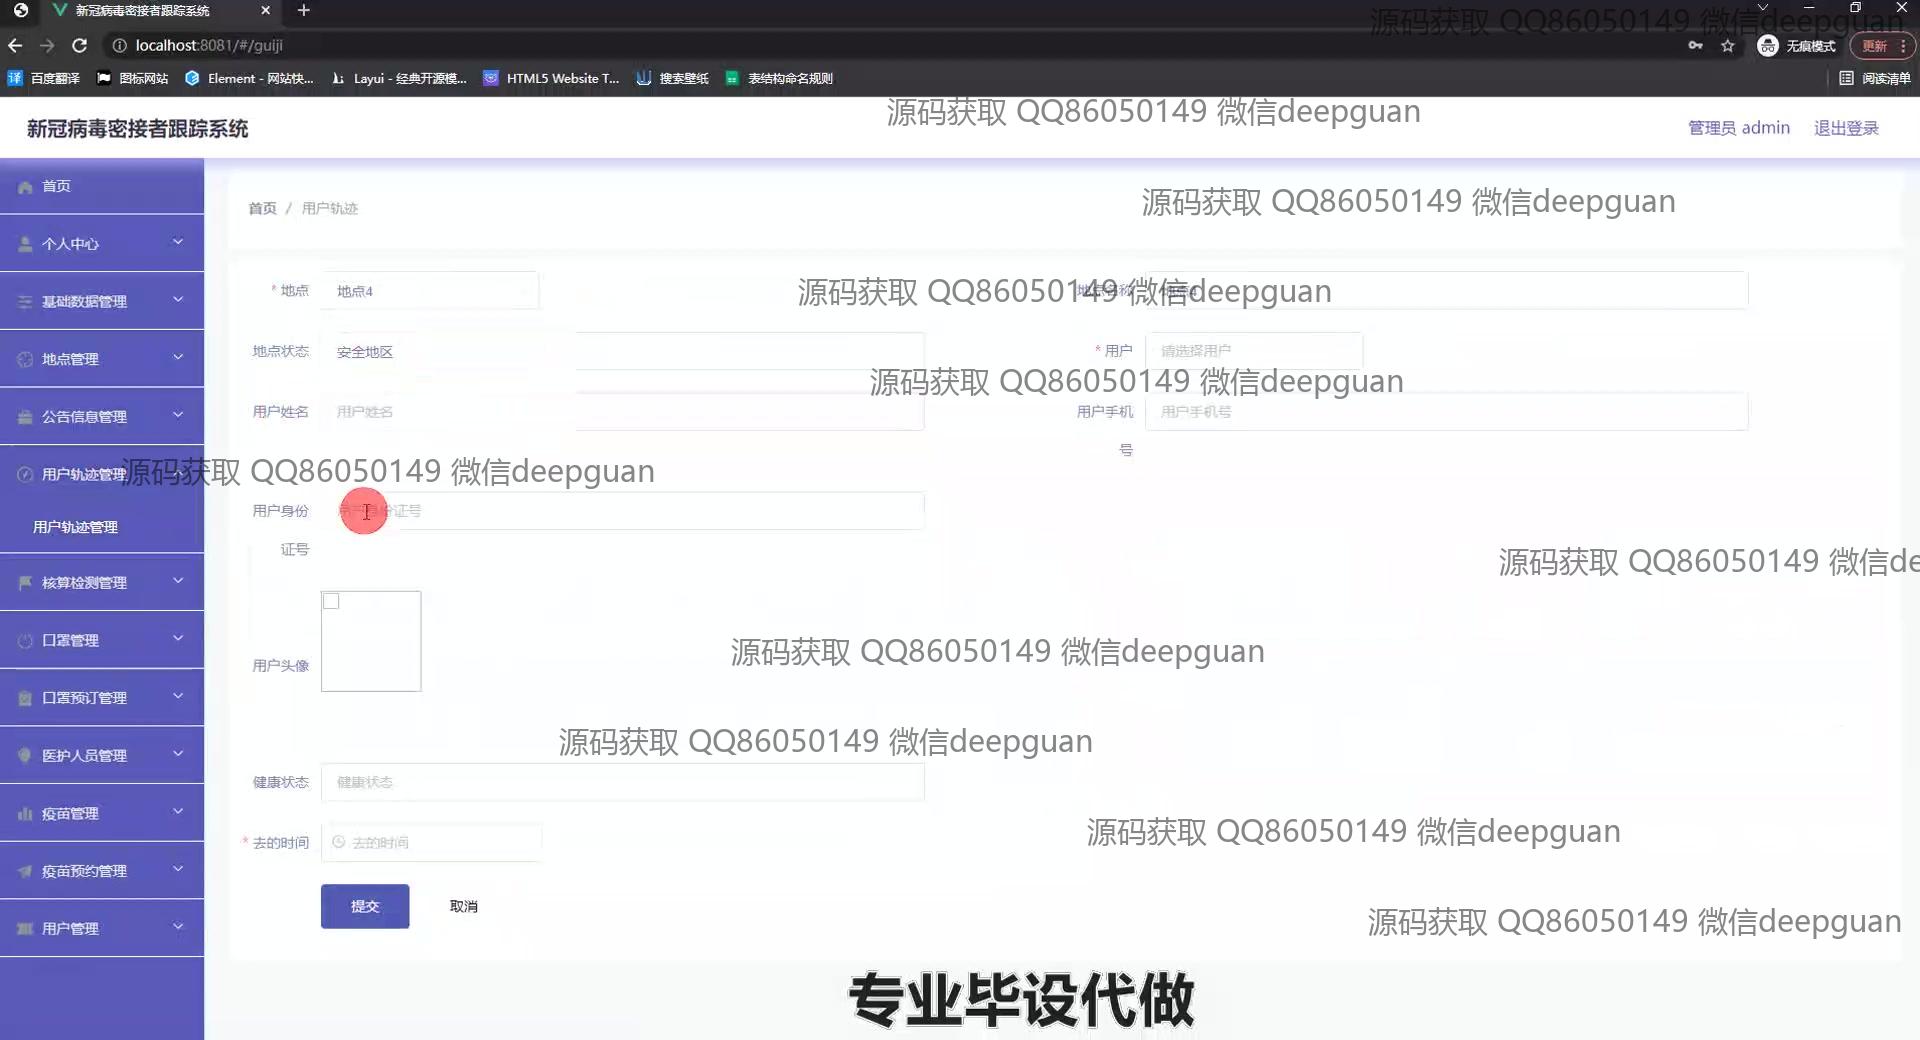 新冠病毒密接者跟踪系统
localhost:8081/#/guiji
无痕模式
更新
百度翻译
图标网站
Element - 网站快...
Layui - 经典开源模...
HTML5 Website T...
搜索壁纸
表结构命名规则
阅读清单
源码获取 QQ86050149 微信deepguan
源码获取 QQ86050149 微信deepguan
新冠病毒密接者跟踪系统
管理员 admin
退出登录
首页
个人中心
基础数据管理
地点管理
公告信息管理
用户轨迹管理
用户轨迹管理
核算检测管理
口罩管理
口罩预订管理
医护人员管理
疫苗管理
疫苗预约管理
用户管理
首页 / 用户轨迹
源码获取 QQ86050149 微信deepguan
* 地点
地点4
源码获取 QQ86050149 微信deepguan
地点名称
地点4
地点状态
安全地区
* 用户
请选择用户
源码获取 QQ86050149 微信deepguan
用户姓名
用户姓名
用户手机号
用户手机号
源码获取 QQ86050149 微信deepguan
用户身份证号
用户身份证号
源码获取 QQ86050149 微信de
用户头像
源码获取 QQ86050149 微信deepguan
源码获取 QQ86050149 微信deepguan
健康状态
健康状态
源码获取 QQ86050149 微信deepguan
* 去的时间
去的时间
提交
取消
源码获取 QQ86050149 微信deepguan
专业毕设代做